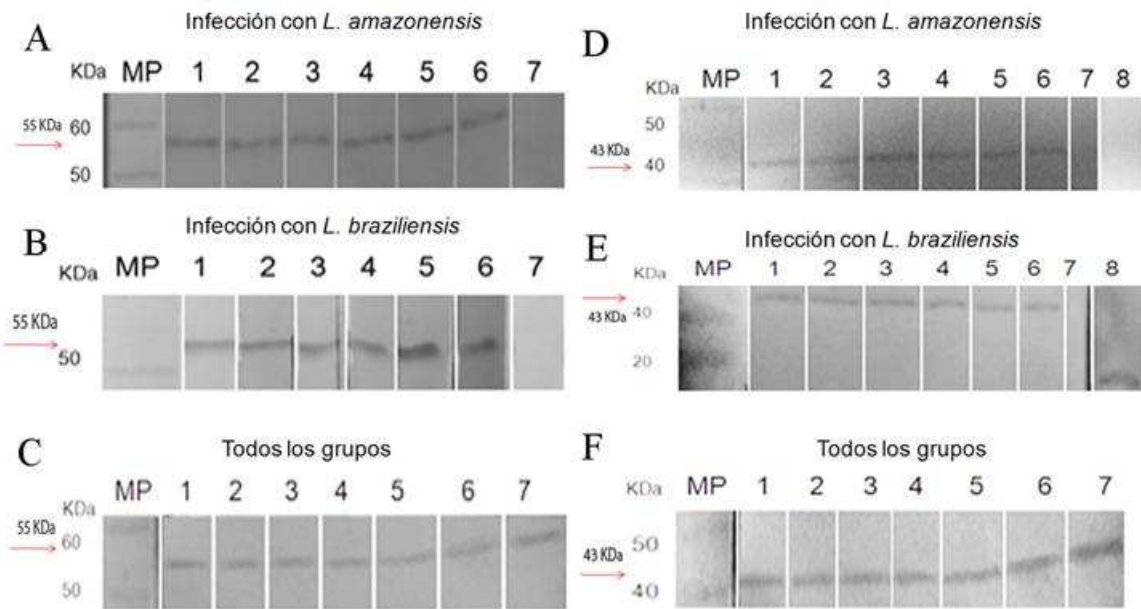 A
Infección con L. amazonensis
KDa MP 1 2 3 4 5 6 7
55 KDa
60
50
B
Infección con L. braziliensis
KDa MP 1 2 3 4 5 6 7
55 KDa
50
C
Todos los grupos
KDa MP 1 2 3 4 5 6 7
55 KDa
60
50
D
Infección con L. amazonensis
KDa MP 1 2 3 4 5 6 7 8
50
43 KDa
40
E
Infección con L. braziliensis
KDa MP 1 2 3 4 5 6 7 8
40
43 KDa
20
F
Todos los grupos
KDa MP 1 2 3 4 5 6 7
50
43 KDa
40